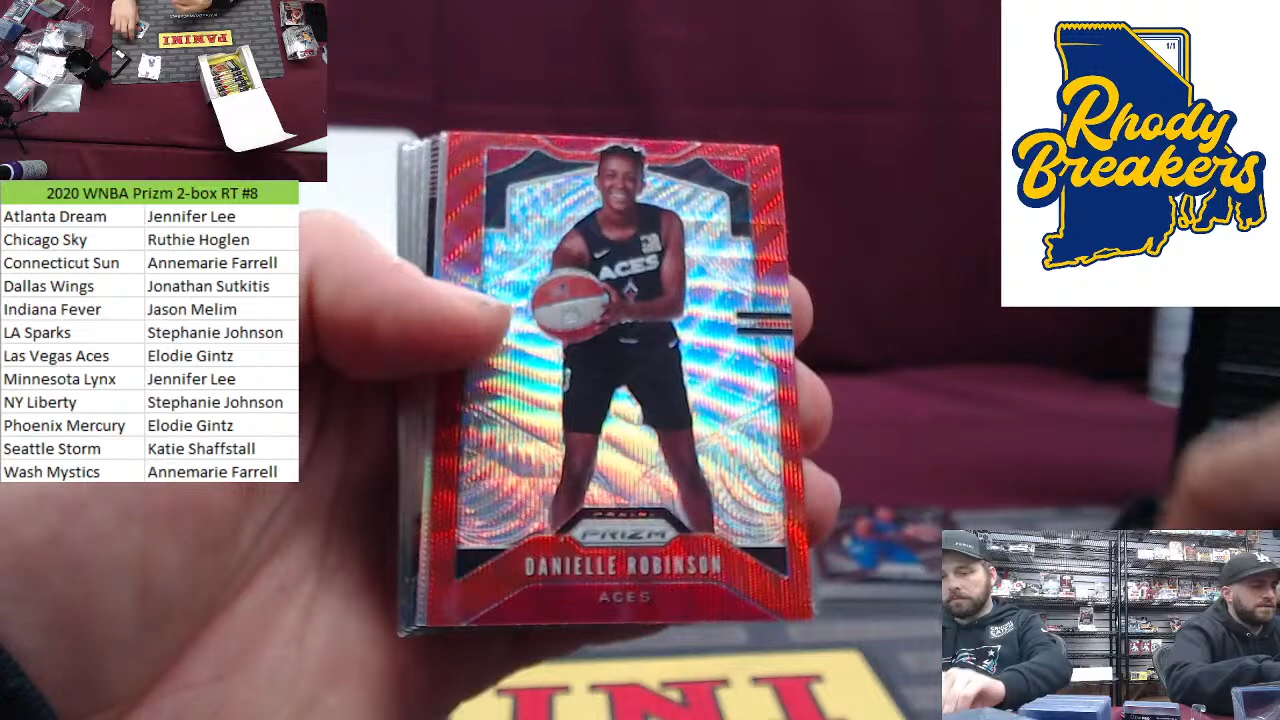 PANINI
2020 WNBA Prizm 2-box RT #8
Atlanta Dream Jennifer Lee
Chicago Sky Ruthie Hoglen
Connecticut Sun Annemarie Farrell
Dallas Wings Jonathan Sutkitis
Indiana Fever Jason Melim
LA Sparks Stephanie Johnson
Las Vegas Aces Elodie Gintz
Minnesota Lynx Jennifer Lee
NY Liberty Stephanie Johnson
Phoenix Mercury Elodie Gintz
Seattle Storm Katie Shaffstall
Wash Mystics Annemarie Farrell
ACES
PANINI
PRIZM
DANIELLE ROBINSON
ACES
INI
1/1
Rhody
Breakers